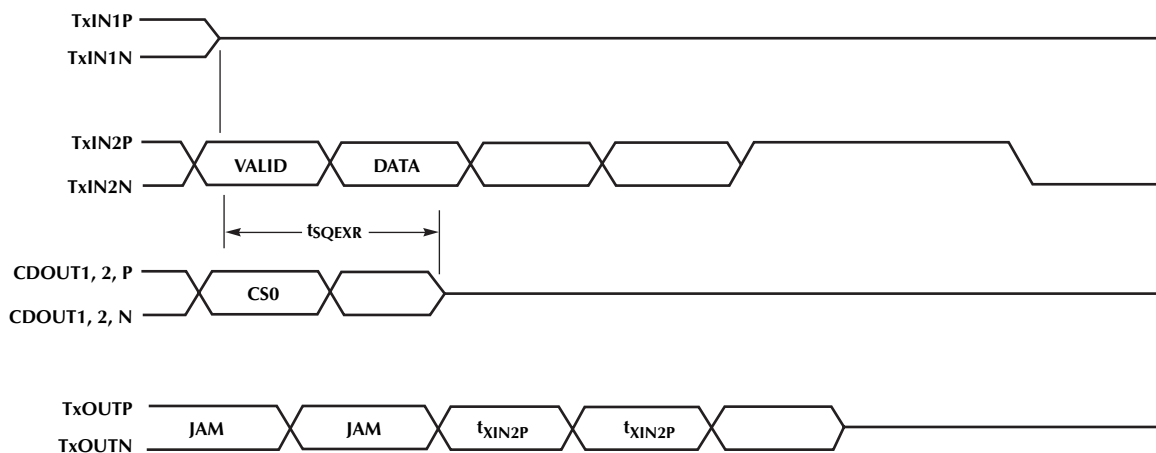 TxIN1P
TxIN1N
TxIN2P
VALID DATA
TxIN2N
tSQEXR
CDOUT1, 2, P
CS0
CDOUT1, 2, N
TxOUTP
JAM JAM tXIN2P tXIN2P
TxOUTN